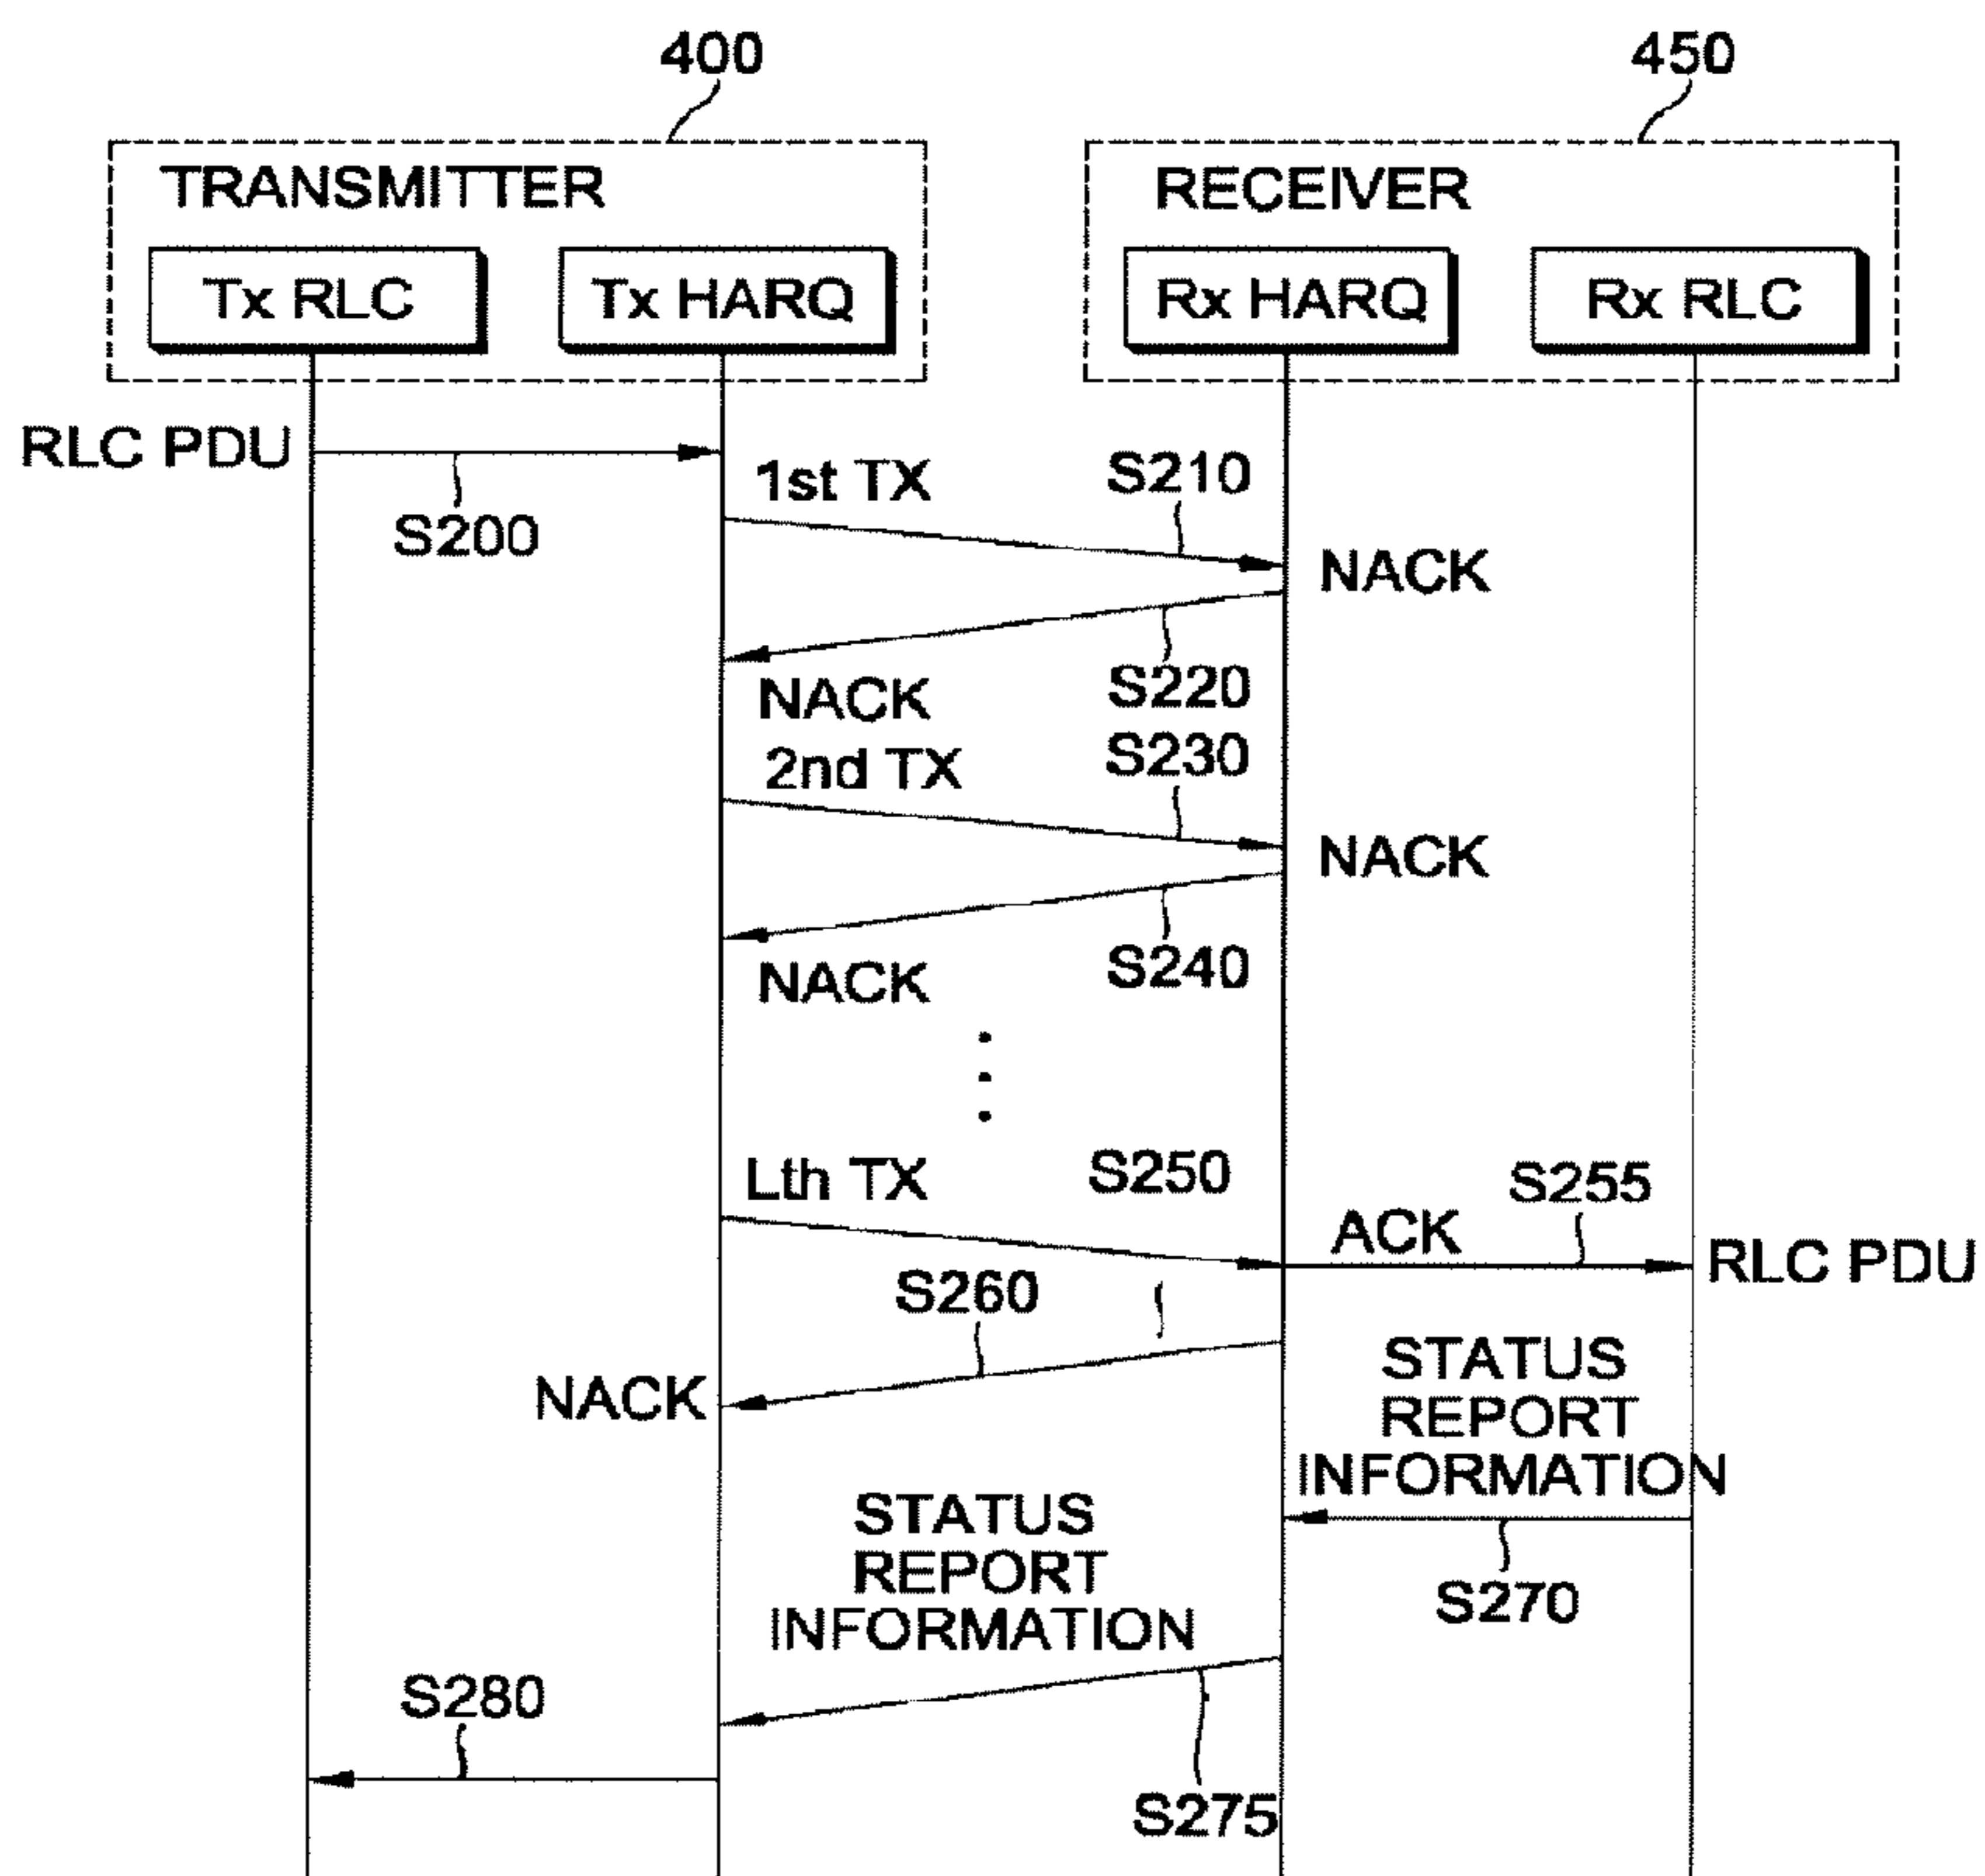 400
450
TRANSMITTER
RECEIVER
Tx RLC
Tx HARQ
Rx HARQ
Rx RLC
RLC PDU
S200
1st TX
S210
NACK
S220
NACK
2nd TX
S230
NACK
S240
NACK
Lth TX
S250
ACK
S255
RLC PDU
S260
NACK
STATUS
REPORT
INFORMATION
S270
STATUS
REPORT
INFORMATION
S275
S280